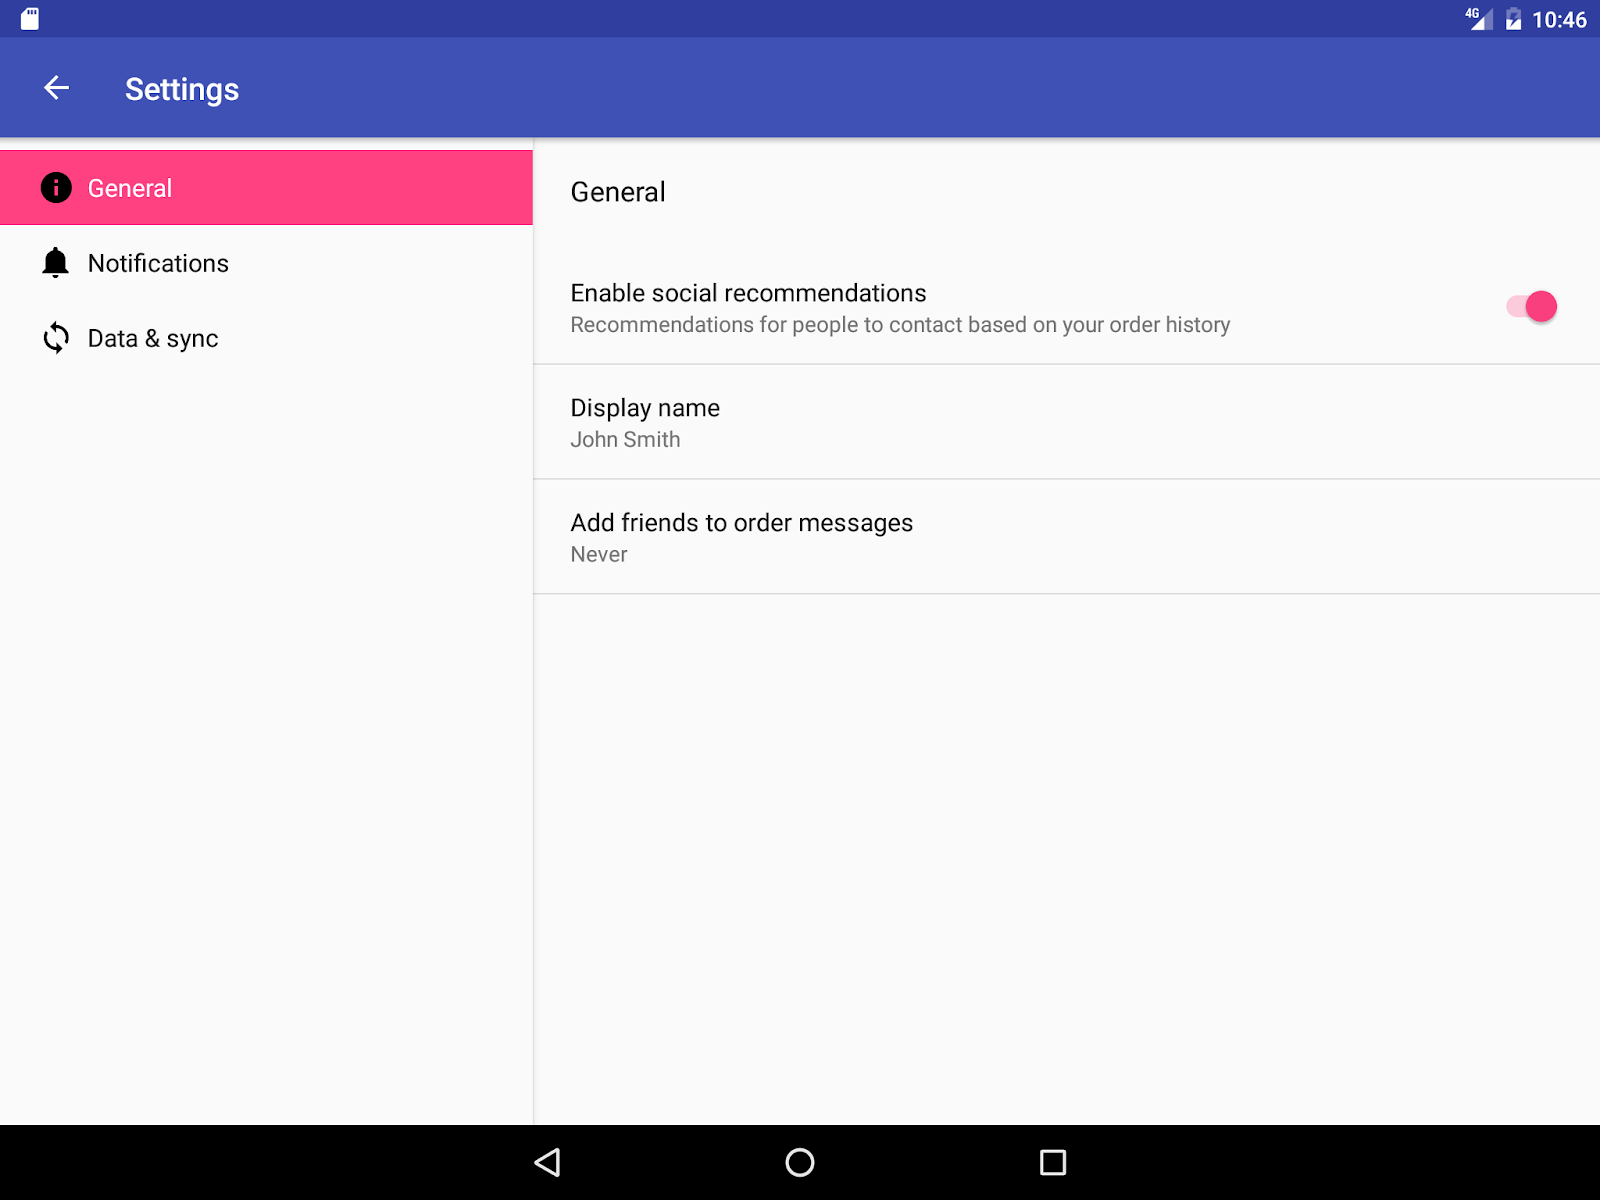 4G 10:46
Settings
General
Notifications
Data & sync
General
Enable social recommendations
Recommendations for people to contact based on your order history
Display name
John Smith
Add friends to order messages
Never